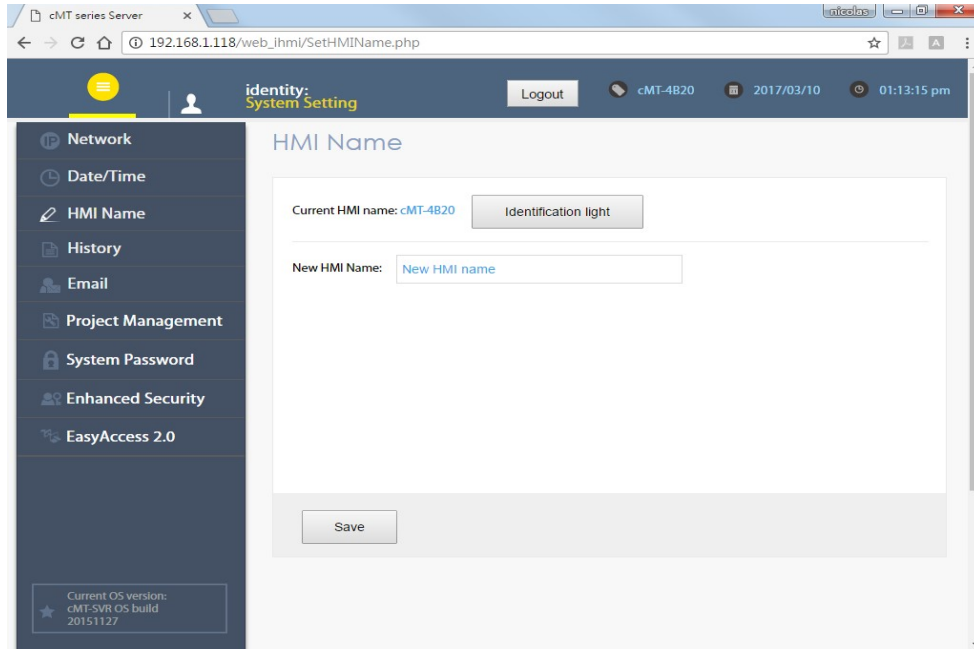 cMT series Server
nicolas
192.168.1.118/web_ihmi/SetHMIName.php
identity:
System Setting
Logout
cMT-4B20
2017/03/10
01:13:15 pm
Network
Date/Time
HMI Name
History
Email
Project Management
System Password
Enhanced Security
EasyAccess 2.0
Current OS version:
cMT-SVR OS build
20151127
HMI Name
Current HMI name: cMT-4B20
Identification light
New HMI Name:
New HMI name
Save